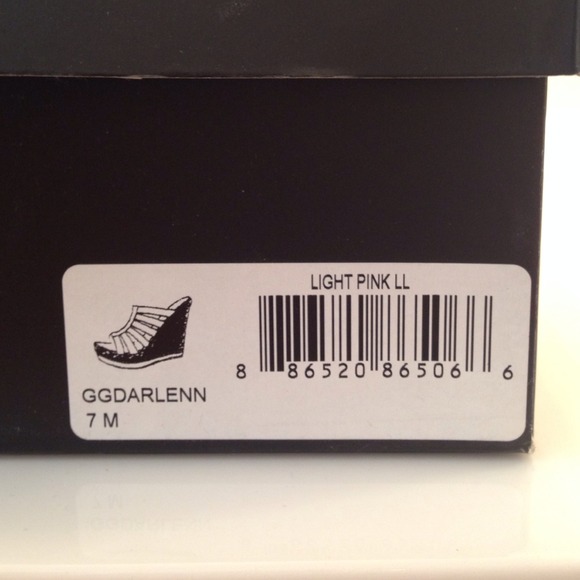 LIGHT PINK LL
8 86520 86506 6
GGDARLENN
7 M